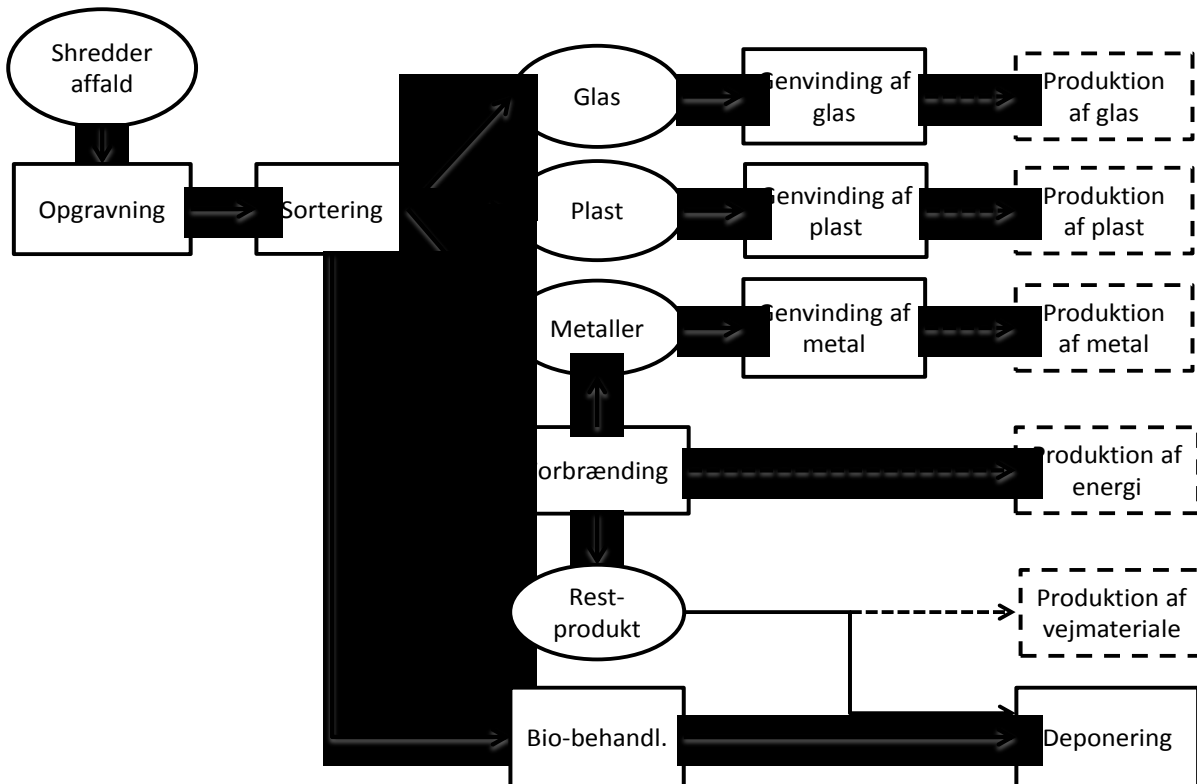 Shredder
affald
Opgravning
Sortering
Glas
Genvinding af
glas
Produktion
af glas
Plast
Genvinding af
plast
Produktion
af plast
Metaller
Genvinding af
metal
Produktion
af metal
orbrænding
Produktion af
energi
Rest-
produkt
Produktion af
vejmateriale
Bio-behandl.
Deponering